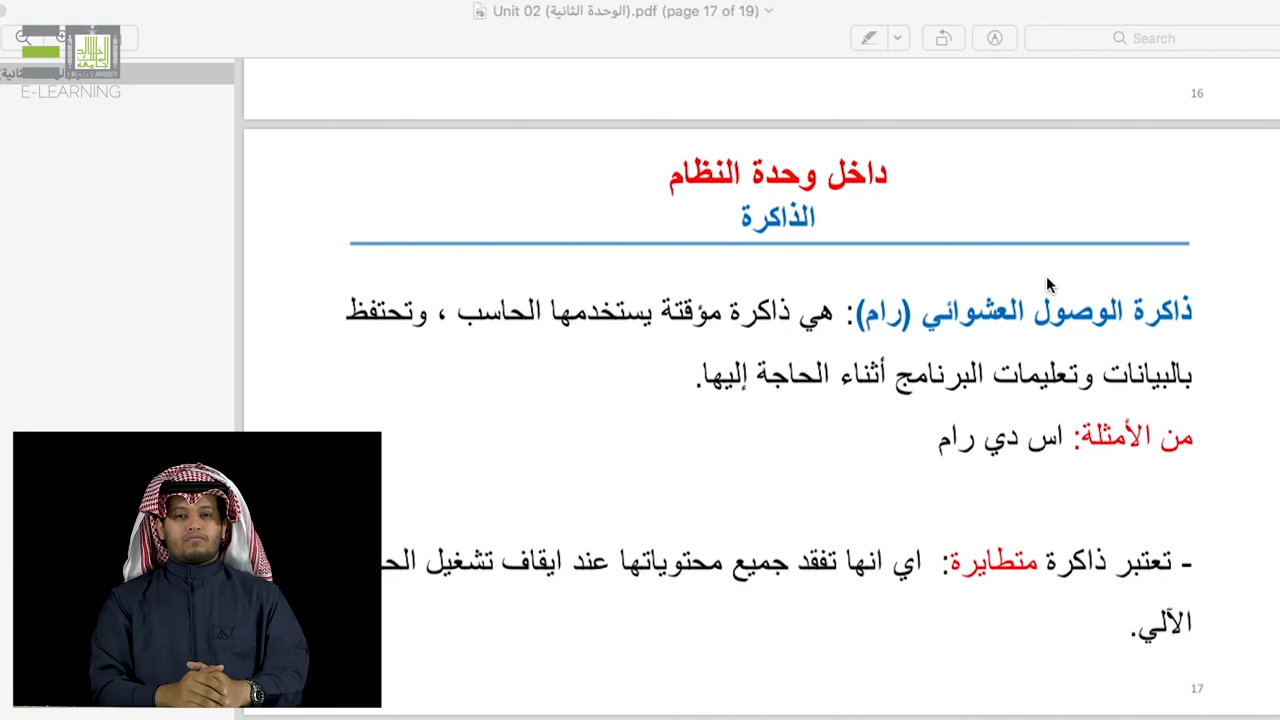 Unit 02 (الوحدة الثانية).pdf (page 17 of 19)
Search
E-LEARNING
16
داخل وحدة النظام
الذاكرة
ذاكرة الوصول العشوائي (رام): هي ذاكرة مؤقتة يستخدمها الحاسب ، وتحتفظ
بالبيانات وتعليمات البرنامج أثناء الحاجة إليها.
من الأمثلة: اس دي رام
- تعتبر ذاكرة متطايرة: اي انها تفقد جميع محتوياتها عند ايقاف تشغيل
الآلي.
17